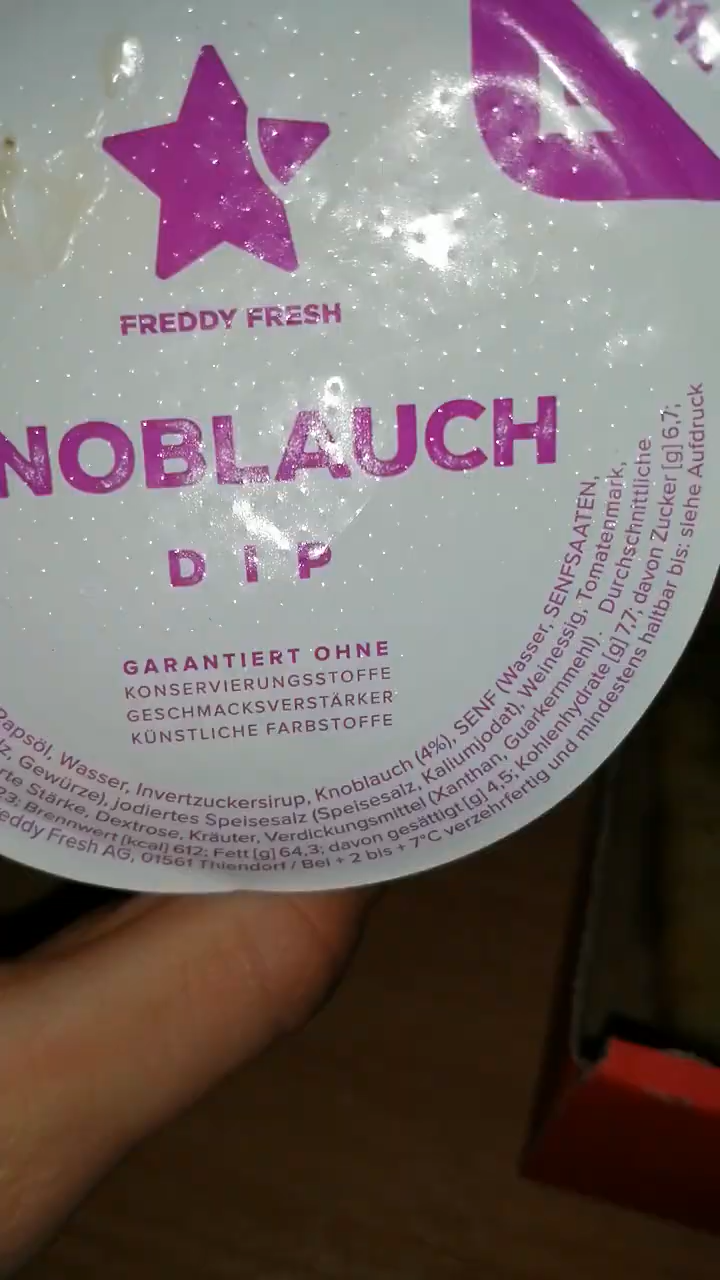 FREDDY FRESH
NOBLAUCH
DIP
GARANTIERT OHNE
KONSERVIERUNGSSTOFFE
GESCHMACKSVERSTÄRKER
KÜNSTLICHE FARBSTOFFE
Rapsöl, Wasser, Invertzuckersirup, Knoblauch (4%), SENF (Wasser, SENFSAATEN,
z, Gewürze), jodiertes Speisesalz (Speisesalz, Kaliumjodat), Weinessig, Tomatenmark,
rte Stärke, Dextrose, Kräuter, Verdickungsmittel (Xanthan, Guarkernmehl). Durchschnittliche
23; Brennwert [kcal] 612; Fett [g] 64,3; davon gesättigt [g] 4,5; Kohlenhydrate [g] 7,7; davon Zucker [g] 6,7;
eddy Fresh AG, 01561 Thiendorf / Bei + 2 bis + 7°C verzehrfertig und mindestens haltbar bis: siehe Aufdruck